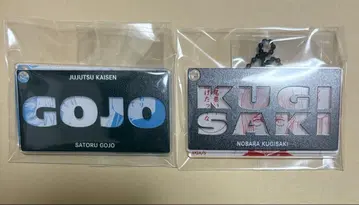 JUJUTSU KAISEN
GOJO
SATORU GOJO
KUGI
SAKI
NOBARA KUGISAKI